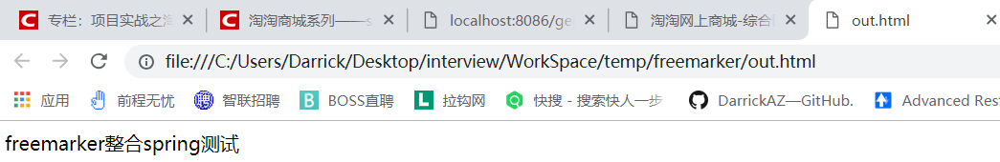 专栏：项目实战之淘 淘淘商城系列——s localhost:8086/ge 淘淘网上商城-综合 out.html
file:///C:/Users/Darrick/Desktop/interview/WorkSpace/temp/freemarker/out.html
应用 前程无忧 智联招聘 BOSS直聘 拉钩网 快搜 - 搜索快人一步 DarrickAZ—GitHub. Advanced Res
freemarker整合spring测试